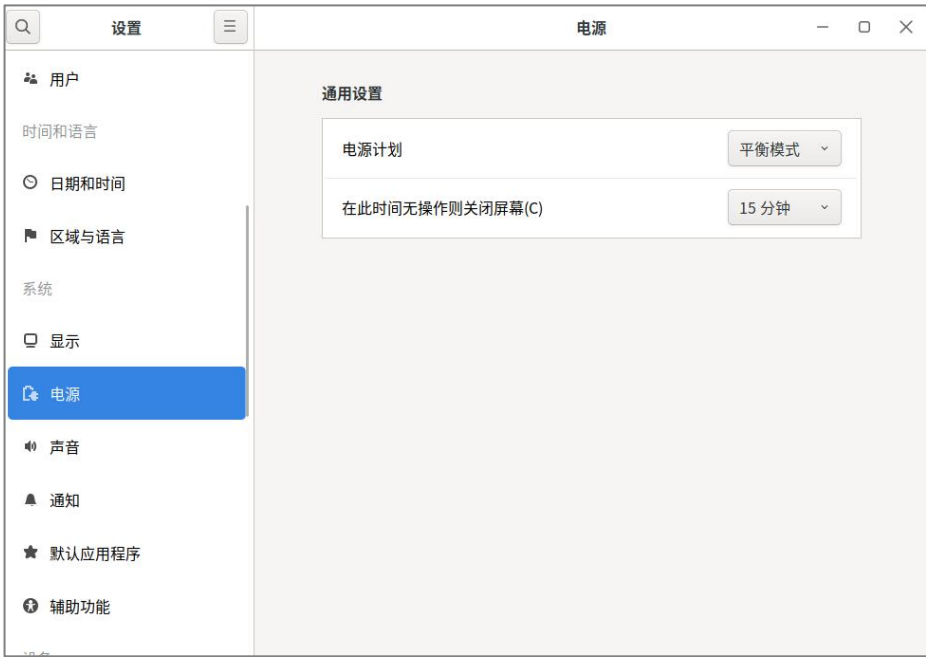 设置
电源
用户
时间和语言
日期和时间
区域与语言
系统
显示
电源
声音
通知
默认应用程序
辅助功能
通用设置
电源计划 平衡模式
在此时间无操作则关闭屏幕(C) 15 分钟